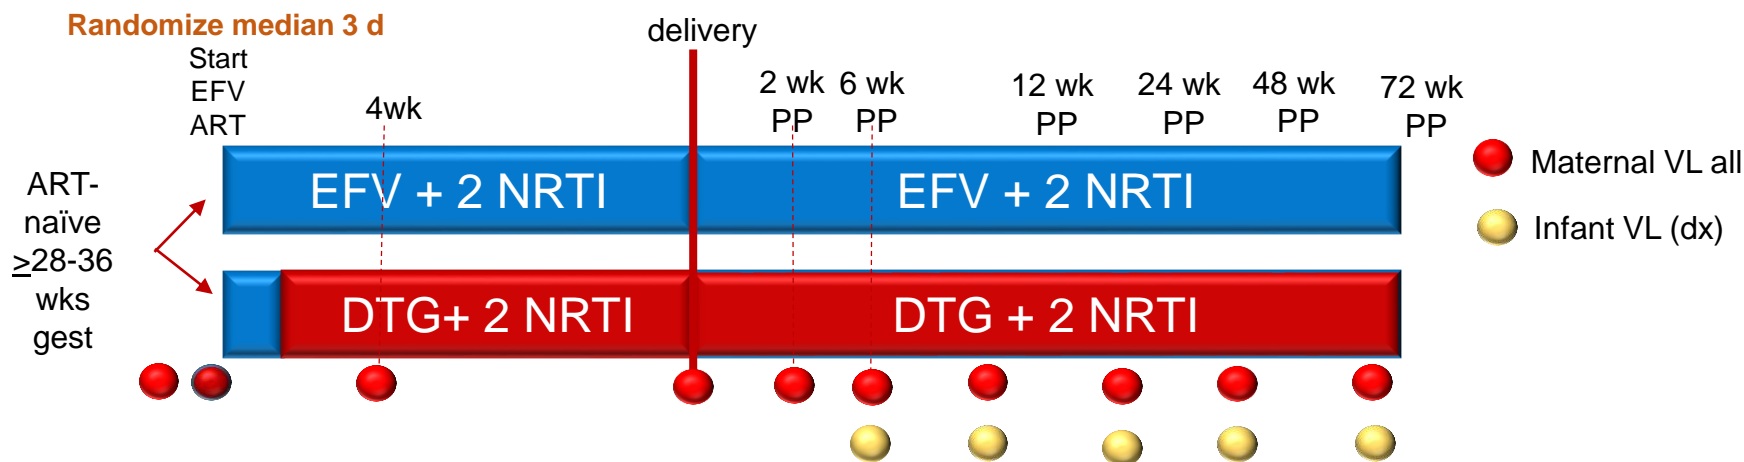 Randomize median 3 d
Start
EFV
ART
4wk
delivery
2 wk
PP
6 wk
PP
12 wk
PP
24 wk
PP
48 wk
PP
72 wk
PP
ART-
naïve
≥28-36
wks
gest
EFV + 2 NRTI
EFV + 2 NRTI
DTG+ 2 NRTI
DTG + 2 NRTI
Maternal VL all
Infant VL (dx)